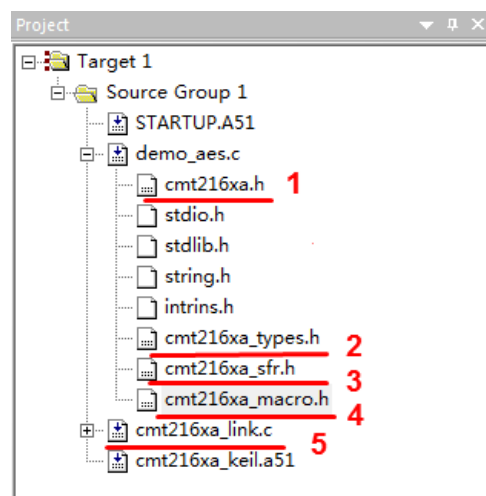 Project
Target 1
Source Group 1
STARTUP.A51
demo_aes.c
cmt216xa.h 1
stdio.h
stdlib.h
string.h
intrins.h
cmt216xa_types.h 2
cmt216xa_sfr.h 3
cmt216xa_macro.h 4
cmt216xa_link.c 5
cmt216xa_keil.a51